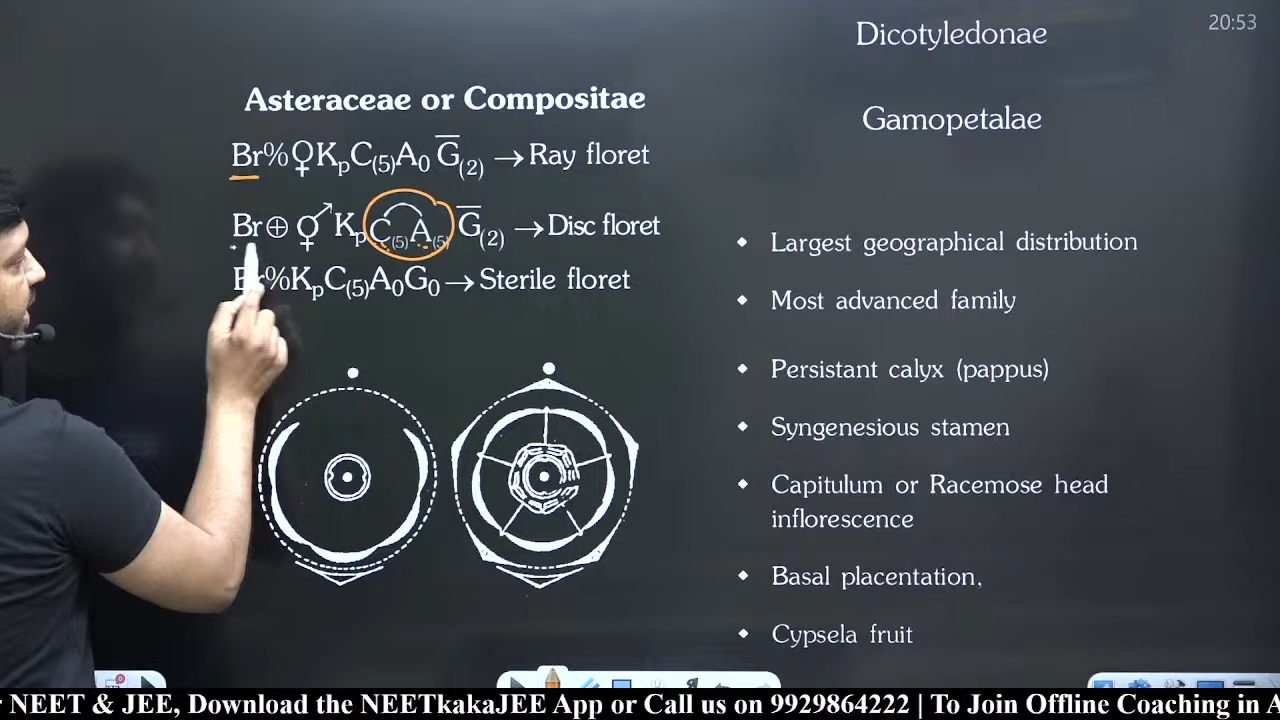 Dicotyledonae
20:53
Asteraceae or Compositae
Gamopetalae
Br%♀KpC(5)A0 G̅(2) → Ray floret
Br⊕⚥KpC(5)A(5) G̅(2) → Disc floret
Br%KpC(5)A0G0 → Sterile floret
◆ Largest geographical distribution
◆ Most advanced family
◆ Persistant calyx (pappus)
◆ Syngenesious stamen
◆ Capitulum or Racemose head
inflorescence
◆ Basal placentation,
◆ Cypsela fruit
NEET & JEE, Download the NEETkakaJEE App or Call us on 9929864222 | To Join Offline Coaching in